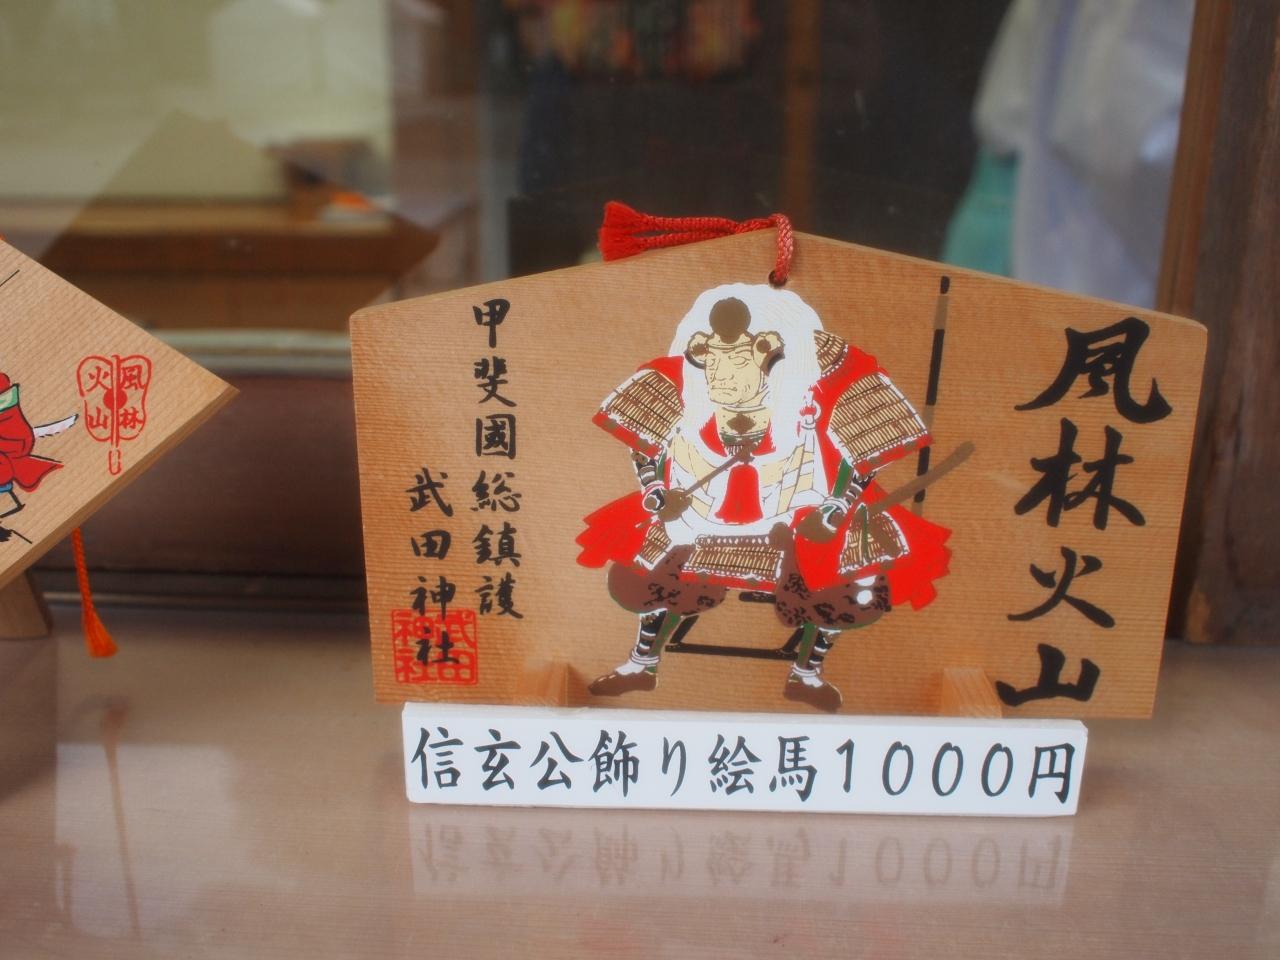 風林火山
甲斐國総鎮護
武田神社
武田
神社
信玄公飾り絵馬1000円
風林
火山